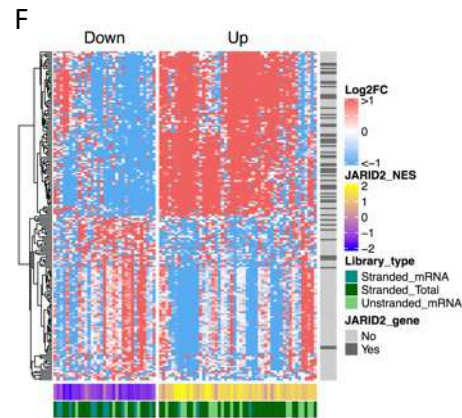 F
Down Up
Log2FC
>1
0
<-1
JARID2_NES
2
1
0
-1
-2
Library_type
Stranded_mRNA
Stranded_Total
Unstranded_mRNA
JARID2_gene
No
Yes